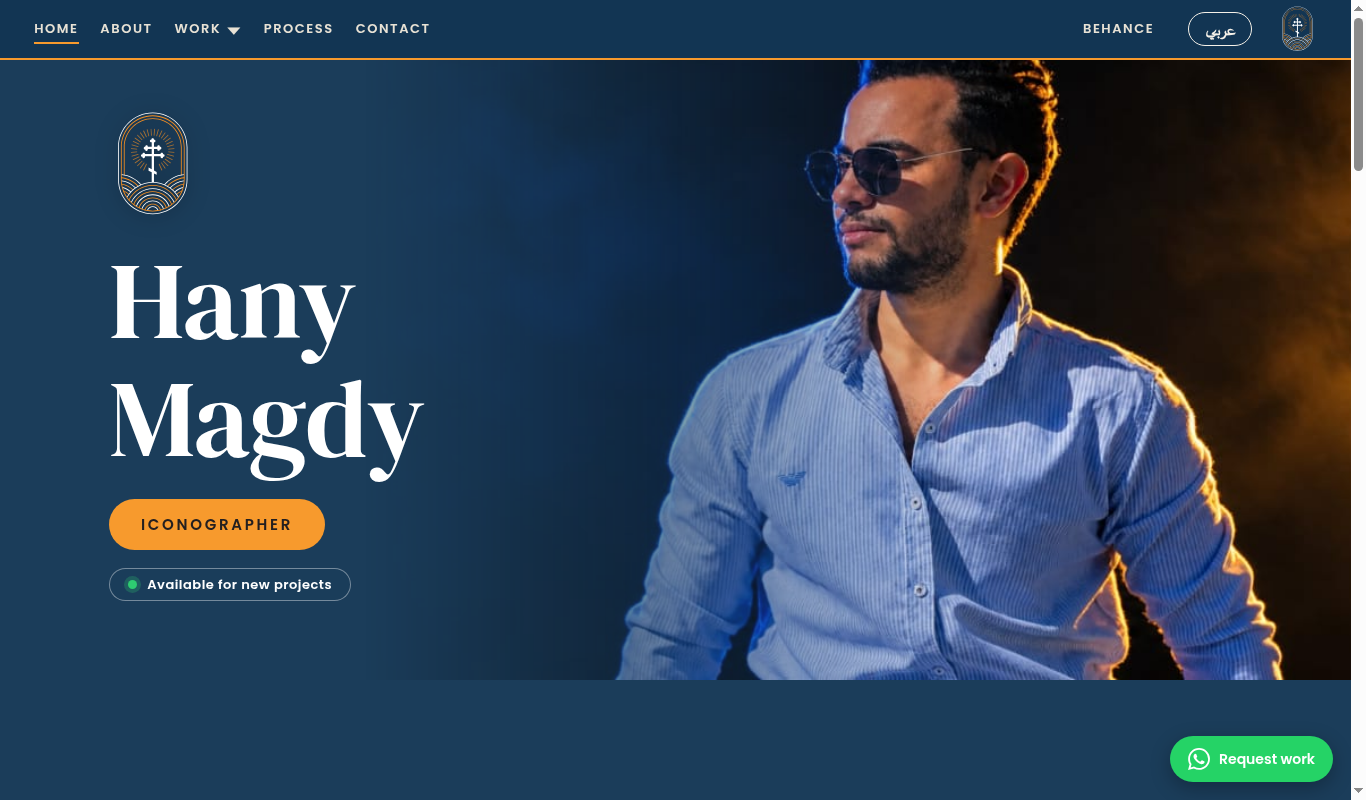 HOME ABOUT WORK PROCESS CONTACT BEHANCE عربي
Hany
Magdy
ICONOGRAPHER
Available for new projects
Request work